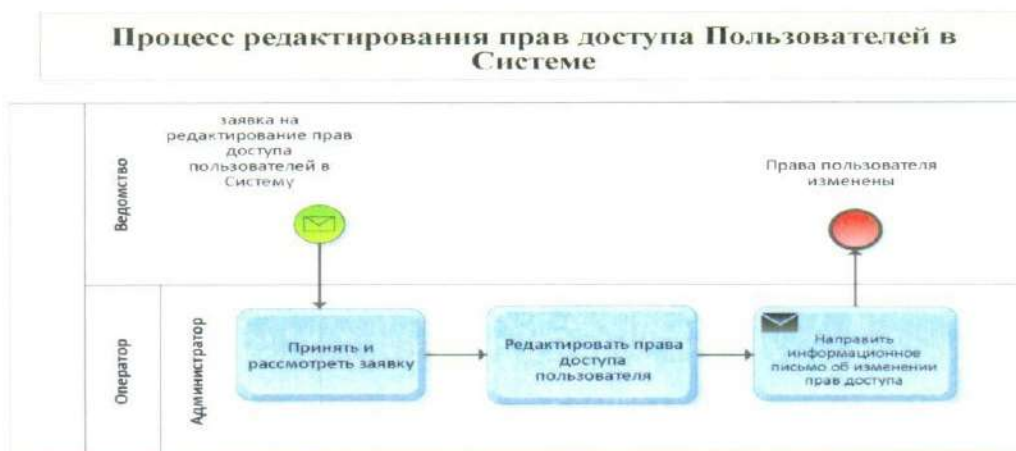 Процесс редактирования прав доступа Пользователей в
Системе
Ведомство
заявка на
редактирование прав
доступа
пользователей в
Систему
Права пользователя
изменены
Оператор
Администратор
Принять и
рассмотреть заявку
Редактировать права
доступа
пользователя
Направить
информационное
письмо об изменении
прав доступа